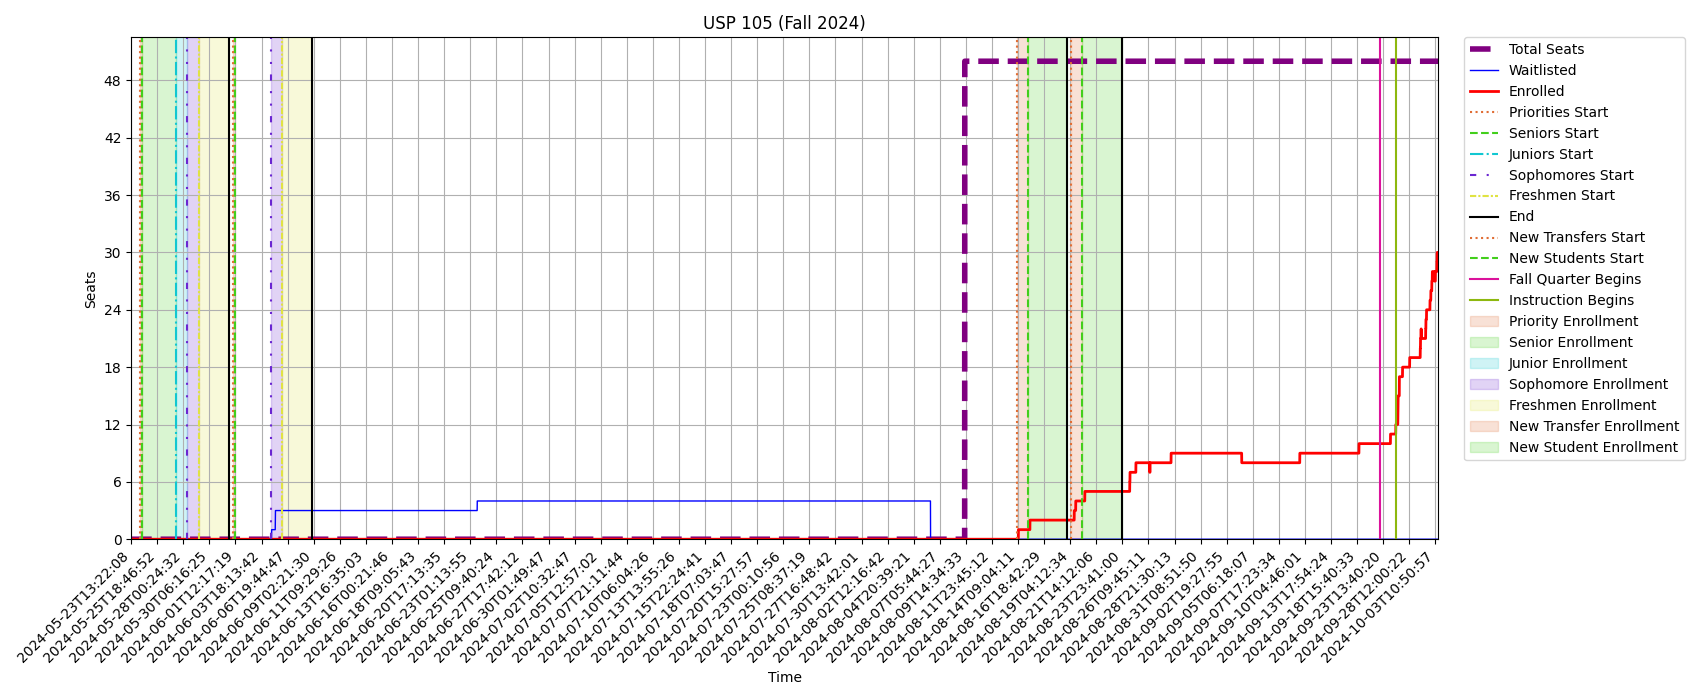 USP 105 (Fall 2024)
Seats
48
42
36
30
24
18
12
6
0
2024-05-23T13:22:08
2024-05-25T18:46:52
2024-05-28T00:24:32
2024-05-30T06:16:25
2024-06-01T12:17:19
2024-06-03T18:13:42
2024-06-06T19:44:47
2024-06-09T02:21:30
2024-06-11T09:29:26
2024-06-13T16:35:03
2024-06-16T00:21:46
2024-06-18T09:05:43
2024-06-20T17:13:35
2024-06-23T01:13:55
2024-06-25T09:40:24
2024-06-27T17:42:12
2024-06-30T01:49:47
2024-07-02T10:32:47
2024-07-05T12:57:02
2024-07-07T21:11:44
2024-07-10T06:04:26
2024-07-13T13:55:26
2024-07-15T22:24:41
2024-07-18T07:03:47
2024-07-20T15:27:57
2024-07-23T00:10:56
2024-07-25T08:37:19
2024-07-27T16:48:42
2024-07-30T13:42:01
2024-08-02T12:16:42
2024-08-04T20:39:21
2024-08-07T05:44:27
2024-08-09T14:34:33
2024-08-11T23:45:12
2024-08-14T09:04:11
2024-08-16T18:42:29
2024-08-19T04:12:34
2024-08-21T14:12:06
2024-08-23T23:41:00
2024-08-26T09:45:11
2024-08-28T21:30:13
2024-08-31T08:51:50
2024-09-02T19:27:55
2024-09-05T06:18:07
2024-09-07T17:23:34
2024-09-10T04:46:01
2024-09-13T17:54:24
2024-09-18T15:40:33
2024-09-23T13:40:20
2024-09-28T12:00:22
2024-10-03T10:50:57
Time
Total Seats
Waitlisted
Enrolled
Priorities Start
Seniors Start
Juniors Start
Sophomores Start
Freshmen Start
End
New Transfers Start
New Students Start
Fall Quarter Begins
Instruction Begins
Priority Enrollment
Senior Enrollment
Junior Enrollment
Sophomore Enrollment
Freshmen Enrollment
New Transfer Enrollment
New Student Enrollment